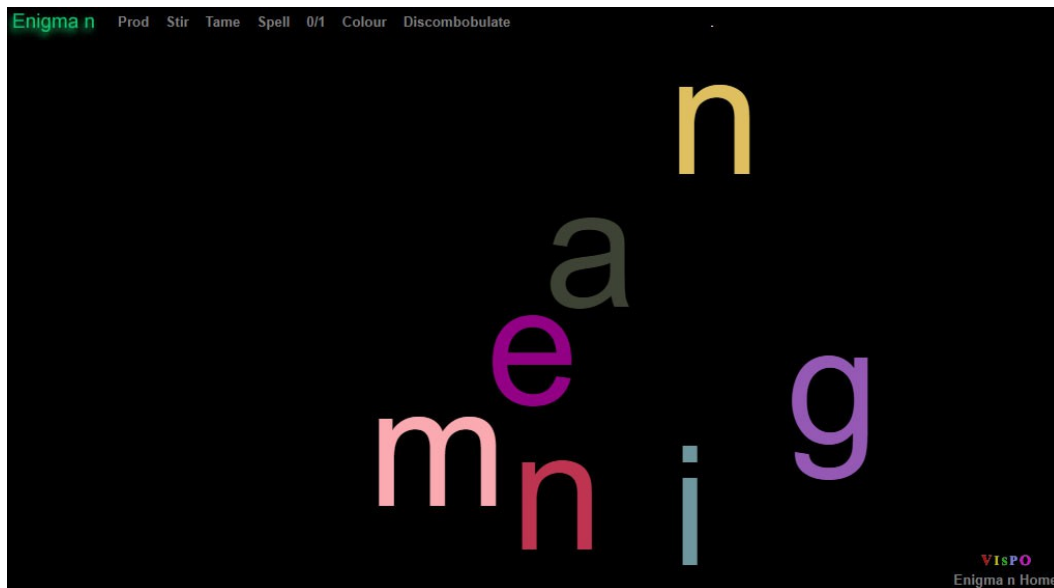 Enigma n Prod Stir Tame Spell 0/1 Colour Discombobulate
n
a
e
g
m
n
i
VIsPO
Enigma n Home